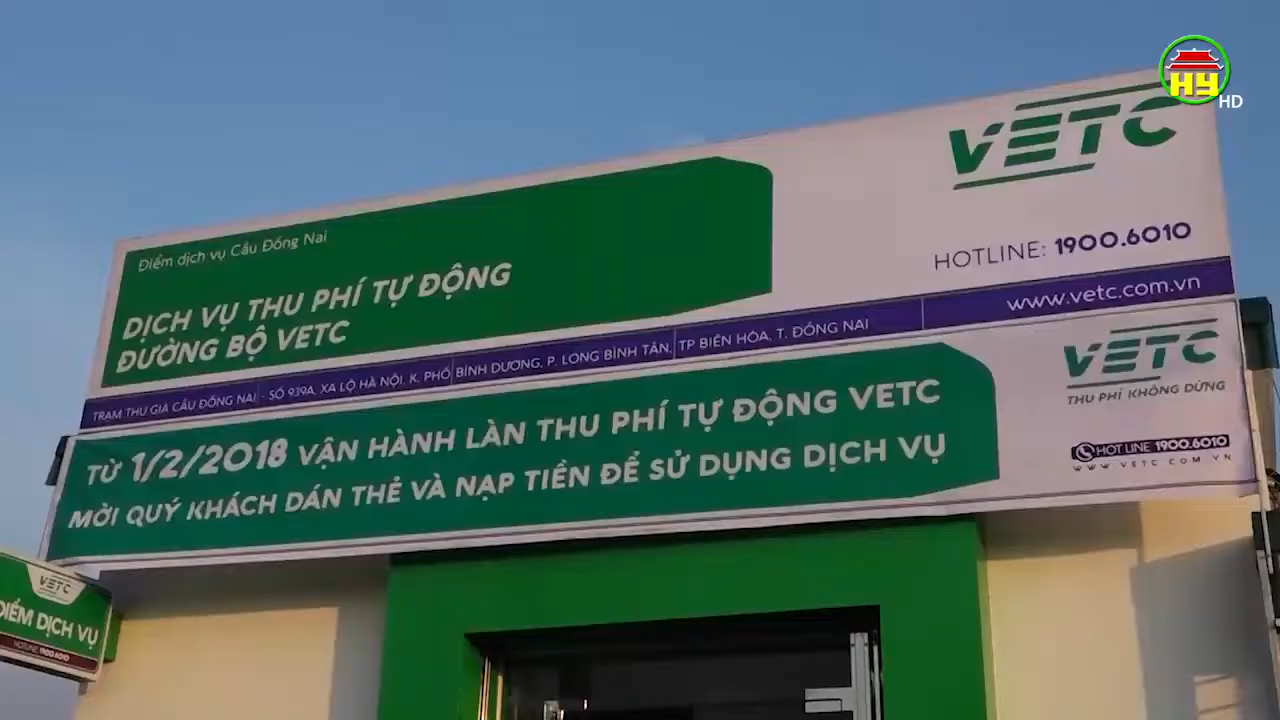 HY
HD
VETC
Điểm dịch vụ Cầu Đồng Nai
DỊCH VỤ THU PHÍ TỰ ĐỘNG
ĐƯỜNG BỘ VETC
HOTLINE: 1900.6010
www.vetc.com.vn
TRẠM THU GIÁ CẦU ĐỒNG NAI - SỐ 939A, XA LỘ HÀ NỘI, K. PHỐ BÌNH DƯƠNG, P. LONG BÌNH TÂN, TP BIÊN HÒA, T. ĐỒNG NAI
TỪ 1/2/2018 VẬN HÀNH LÀN THU PHÍ TỰ ĐỘNG VETC
MỜI QUÝ KHÁCH DÁN THẺ VÀ NẠP TIỀN ĐỂ SỬ DỤNG DỊCH VỤ
VETC
THU PHÍ KHÔNG DỪNG
HOT LINE 1900.6010
WWW.VETC.COM.VN
VETC
ĐIỂM DỊCH VỤ
HOTLINE: 1900.6010